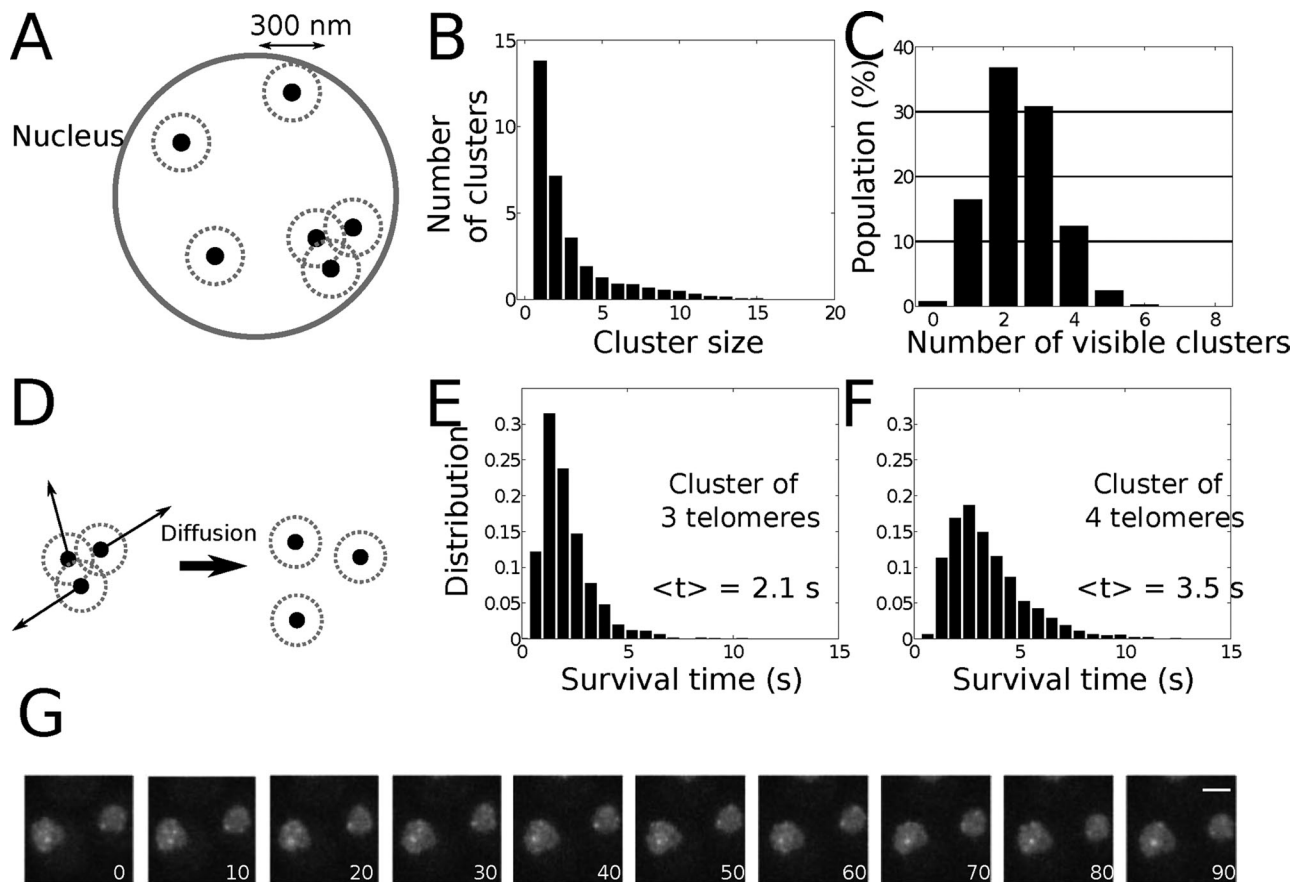 A
300 nm
Nucleus
B
15
10
5
0
0
5
10
15
20
Number
of clusters
Cluster size
C
40
30
20
10
0
0
2
4
6
8
Population (%)
Number of visible clusters
D
Diffusion
E
0.3
0.25
0.2
0.15
0.1
0.05
0
0
5
10
15
Distribution
Cluster of
3 telomeres
<t> = 2.1 s
Survival time (s)
F
0.3
0.25
0.2
0.15
0.1
0.05
0
0
5
10
15
Cluster of
4 telomeres
<t> = 3.5 s
Survival time (s)
G
0
10
20
30
40
50
60
70
80
90